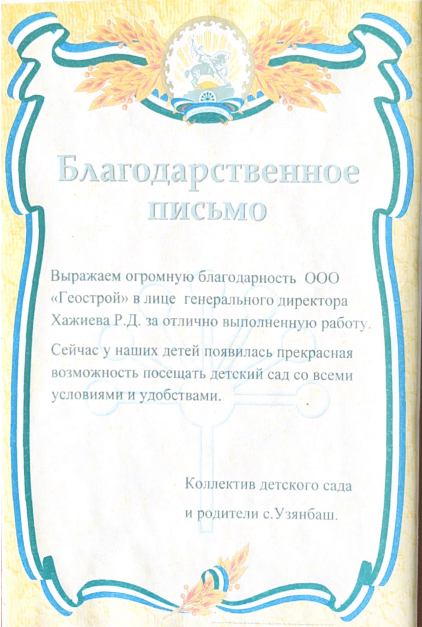 Благодарственное
письмо
Выражаем огромную благодарность ООО
«Геострой» в лице генерального директора
Хажиева Р.Д. за отлично выполненную работу.
Сейчас у наших детей появилась прекрасная
возможность посещать детский сад со всеми
условиями и удобствами.
Коллектив детского сада
и родители с.Узянбаш.